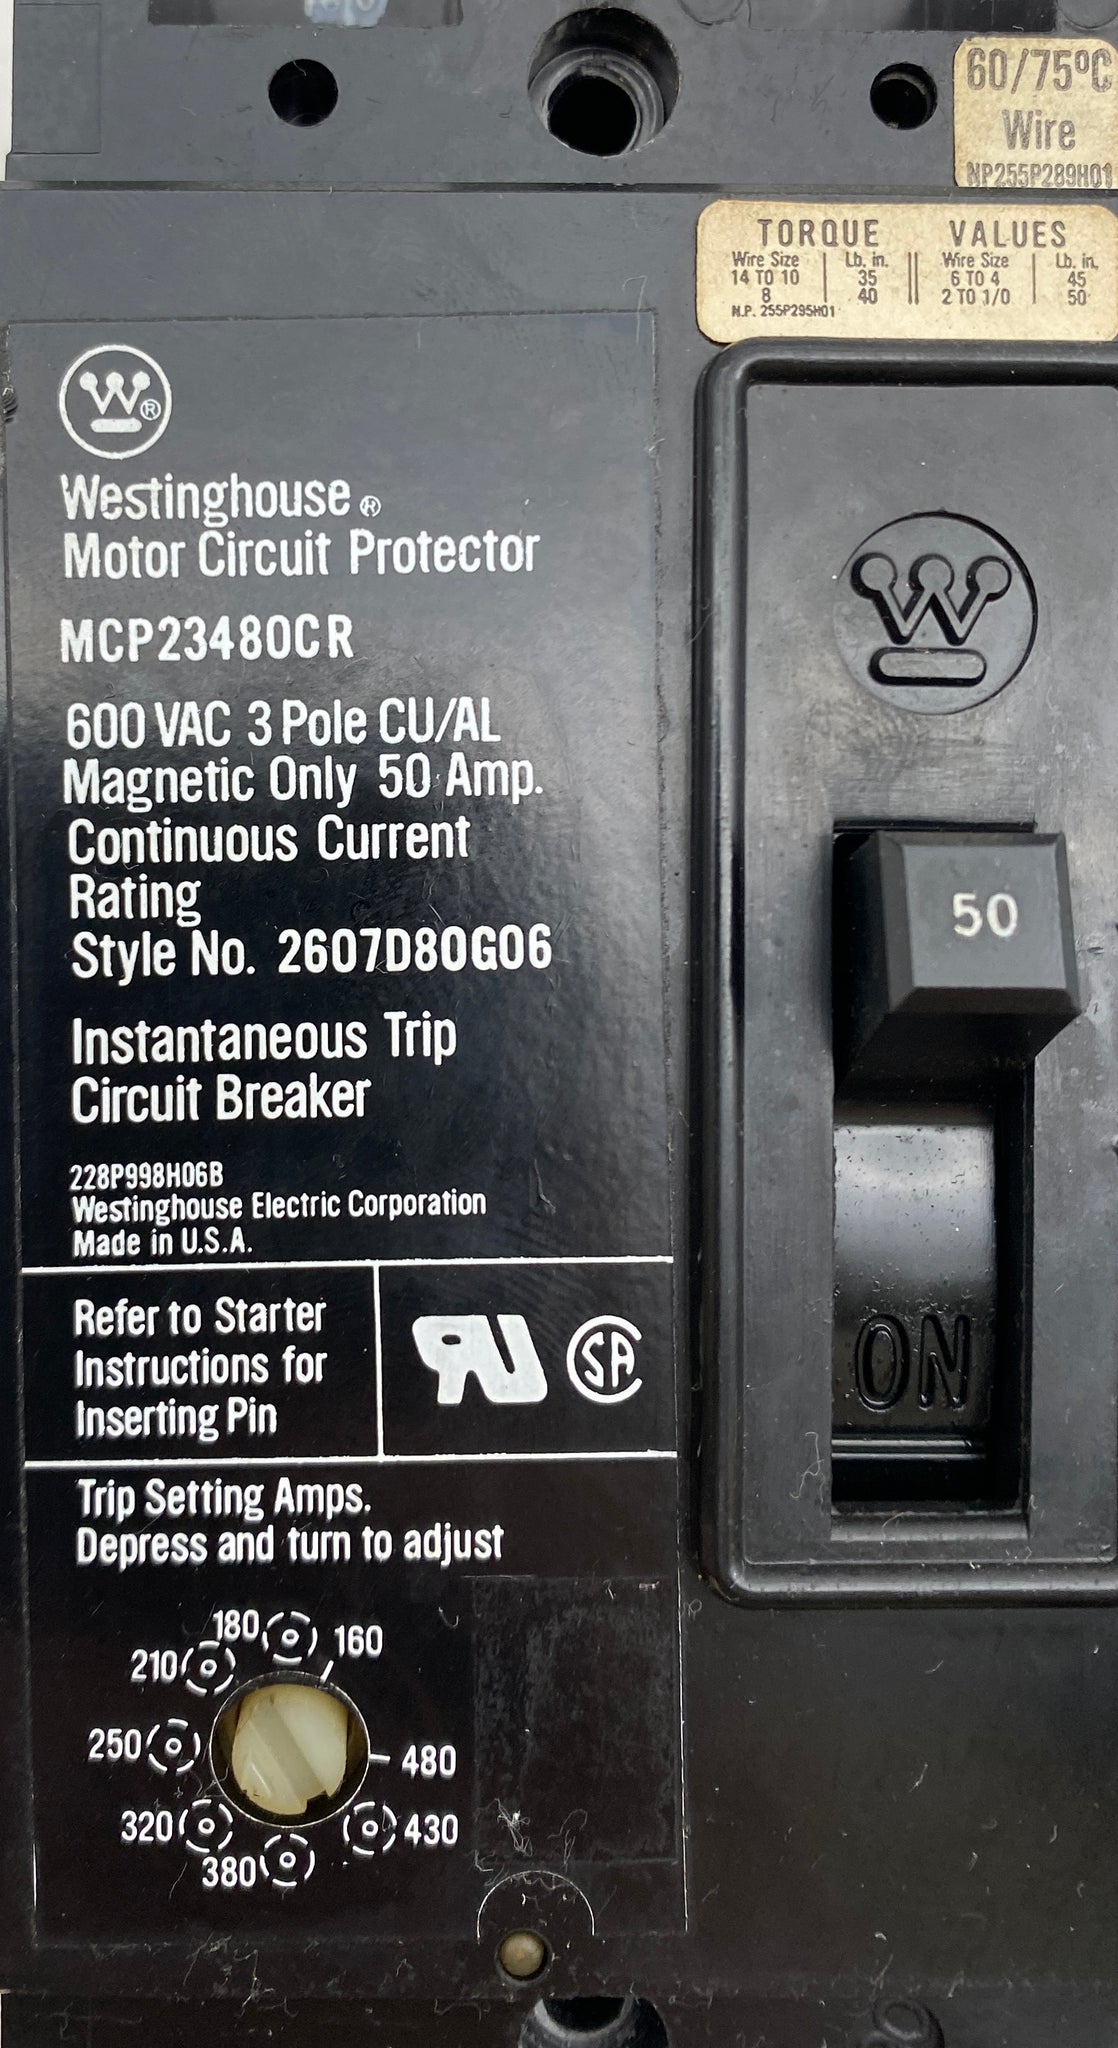 60/75°C
Wire
NP255P289H01
TORQUE VALUES
Wire Size | Lb. in. || Wire Size | Lb. in.
14 TO 10 | 35 || 6 TO 4 | 45
8 | 40 || 2 TO 1/0 | 50
N.P. 255P295H01
W®
Westinghouse®
Motor Circuit Protector
MCP23480CR
600 VAC 3 Pole CU/AL
Magnetic Only 50 Amp.
Continuous Current
Rating
Style No. 2607D80G06
Instantaneous Trip
Circuit Breaker
228P998H06B
Westinghouse Electric Corporation
Made in U.S.A.
Refer to Starter
Instructions for
Inserting Pin
RU SA
Trip Setting Amps.
Depress and turn to adjust
180 160
210
250 480
320 430
380
W
50
ON